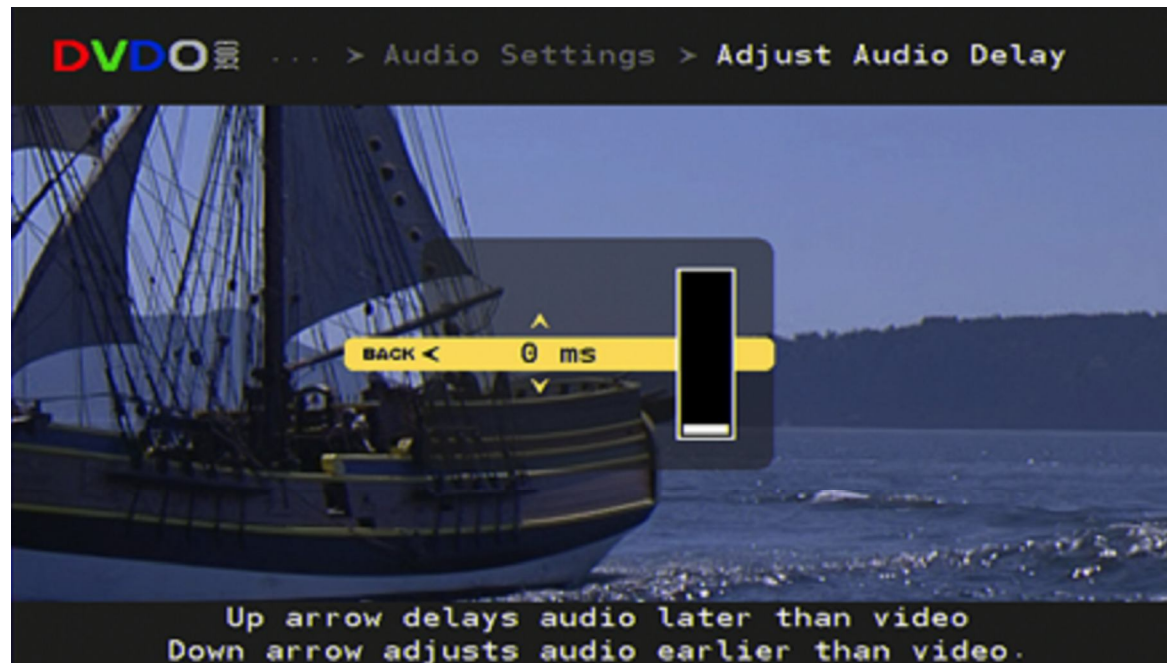 DVDO EDGE ... > Audio Settings > Adjust Audio Delay
BACK < 0 ms
Up arrow delays audio later than video
Down arrow adjusts audio earlier than video.